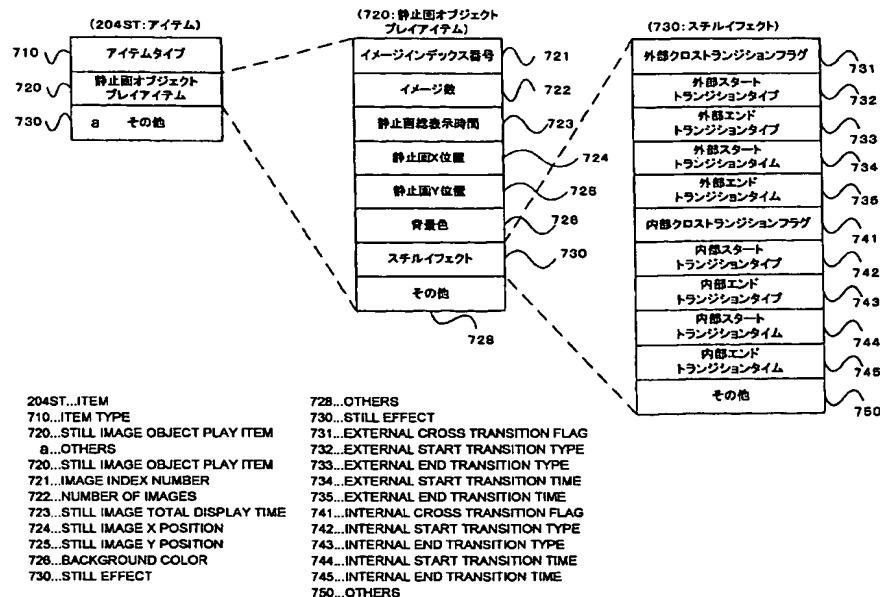 (204ST:アイテム)
710
アイテムタイプ
720
静止画オブジェクト
プレイアイテム
730
a その他
(720:静止画オブジェクト
プレイアイテム)
イメージインデックス番号
721
イメージ数
722
静止画総表示時間
723
静止画X位置
724
静止画Y位置
725
背景色
726
スチルイフェクト
730
その他
728
(730:スチルイフェクト)
外部クロストランジションフラグ
731
外部スタート
トランジションタイプ
732
外部エンド
トランジションタイプ
733
外部スタート
トランジションタイム
734
外部エンド
トランジションタイム
735
内部クロストランジションフラグ
741
内部スタート
トランジションタイプ
742
内部エンド
トランジションタイプ
743
内部スタート
トランジションタイム
744
内部エンド
トランジションタイム
745
その他
750
204ST...ITEM
710...ITEM TYPE
720...STILL IMAGE OBJECT PLAY ITEM
a...OTHERS
720...STILL IMAGE OBJECT PLAY ITEM
721...IMAGE INDEX NUMBER
722...NUMBER OF IMAGES
723...STILL IMAGE TOTAL DISPLAY TIME
724...STILL IMAGE X POSITION
725...STILL IMAGE Y POSITION
726...BACKGROUND COLOR
730...STILL EFFECT
728...OTHERS
730...STILL EFFECT
731...EXTERNAL CROSS TRANSITION FLAG
732...EXTERNAL START TRANSITION TYPE
733...EXTERNAL END TRANSITION TYPE
734...EXTERNAL START TRANSITION TIME
735...EXTERNAL END TRANSITION TIME
741...INTERNAL CROSS TRANSITION FLAG
742...INTERNAL START TRANSITION TYPE
743...INTERNAL END TRANSITION TYPE
744...INTERNAL START TRANSITION TIME
745...INTERNAL END TRANSITION TIME
750...OTHERS